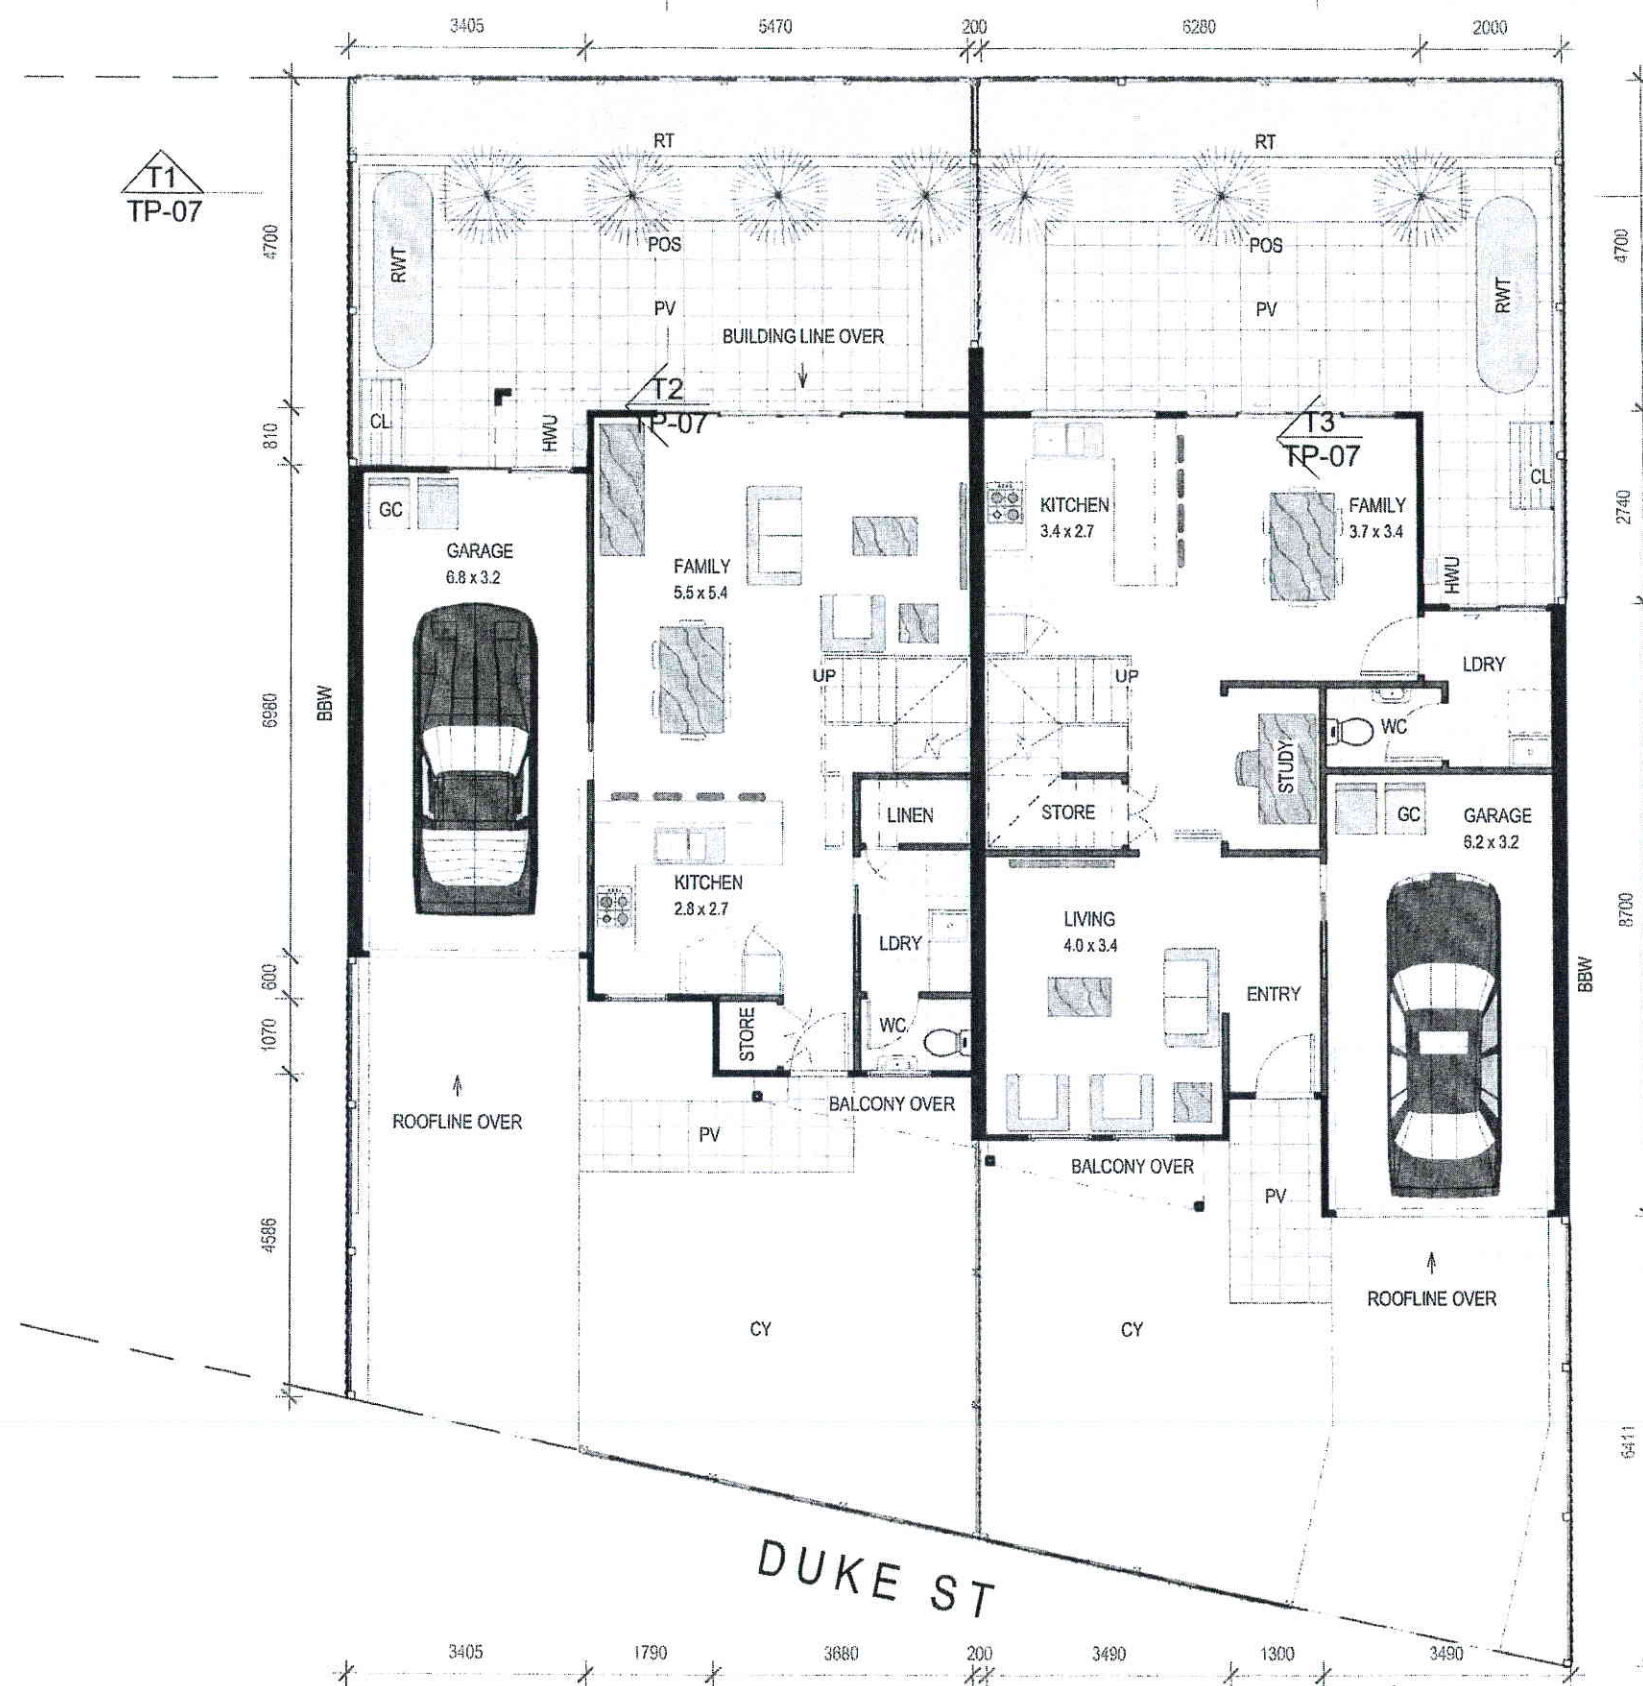 3405
5470
200
6280
2000
RT
RT
T1
TP-07
4700
RWT
POS
PV
BUILDING LINE OVER
POS
PV
RWT
4700
T2
TP-07
T3
TP-07
810
CL
HWU
CL
2740
GC
GARAGE
6.8 x 3.2
FAMILY
5.5 x 5.4
KITCHEN
3.4 x 2.7
FAMILY
3.7 x 3.4
HWU
LDRY
UP
UP
6980
BBW
WC
STUDY
LINEN
STORE
GC
GARAGE
6.2 x 3.2
KITCHEN
2.8 x 2.7
LIVING
4.0 x 3.4
8700
LDRY
600
ENTRY
BBW
1070
STORE
WC
BALCONY OVER
ROOFLINE OVER
PV
BALCONY OVER
PV
4586
ROOFLINE OVER
CY
CY
6411
DUKE ST
3405
1790
3680
200
3490
1300
3490